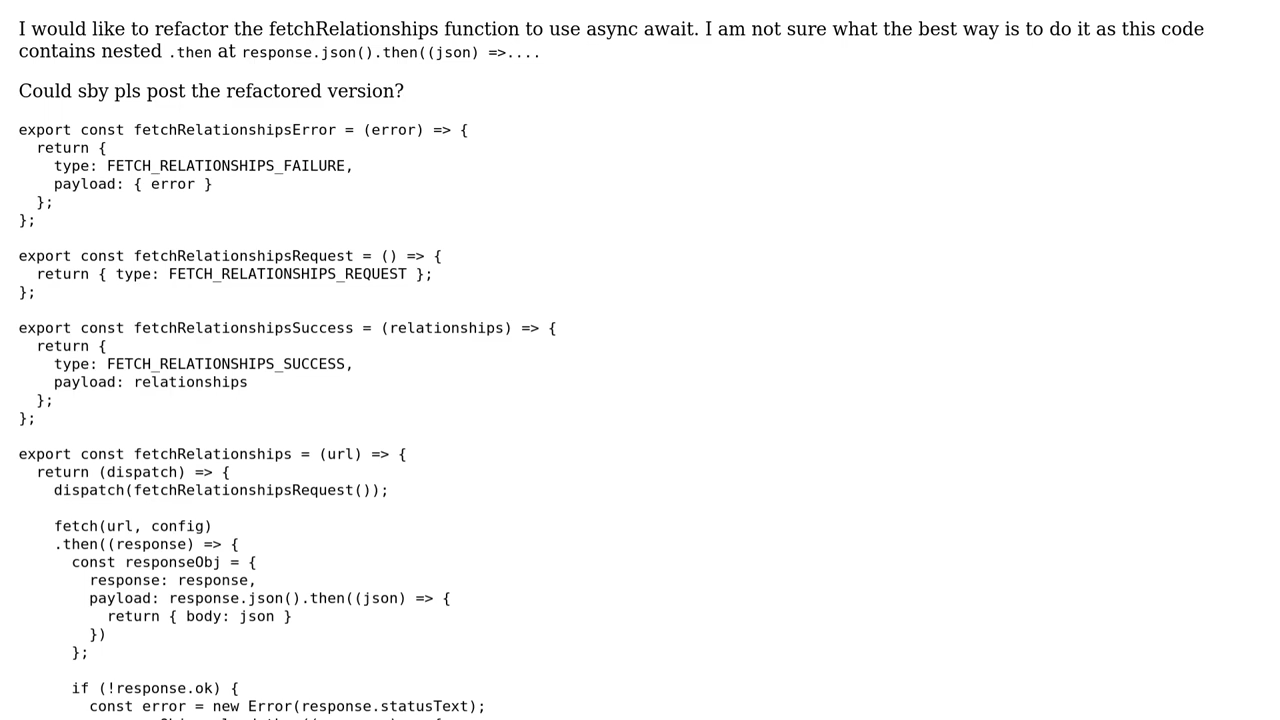 I would like to refactor the fetchRelationships function to use async await. I am not sure what the best way is to do it as this code
contains nested .then at response.json().then((json) =>....
Could sby pls post the refactored version?
export const fetchRelationshipsError = (error) => {
  return {
    type: FETCH_RELATIONSHIPS_FAILURE,
    payload: { error }
  };
};
export const fetchRelationshipsRequest = () => {
  return { type: FETCH_RELATIONSHIPS_REQUEST };
};
export const fetchRelationshipsSuccess = (relationships) => {
  return {
    type: FETCH_RELATIONSHIPS_SUCCESS,
    payload: relationships
  };
};
export const fetchRelationships = (url) => {
  return (dispatch) => {
    dispatch(fetchRelationshipsRequest());
    fetch(url, config)
    .then((response) => {
      const responseObj = {
        response: response,
        payload: response.json().then((json) => {
          return { body: json }
        })
      };
      if (!response.ok) {
        const error = new Error(response.statusText);